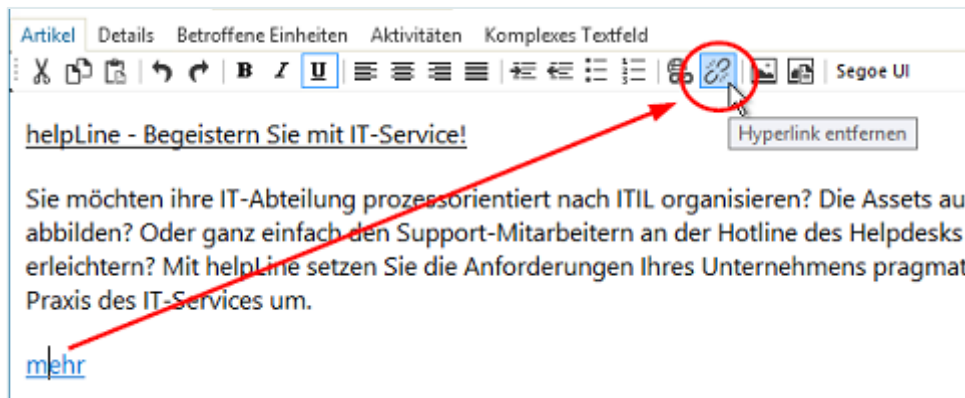 Artikel Details Betroffene Einheiten Aktivitäten Komplexes Textfeld
B I U Segoe UI
Hyperlink entfernen
helpLine - Begeistern Sie mit IT-Service!
Sie möchten ihre IT-Abteilung prozessorientiert nach ITIL organisieren? Die Assets au
abbilden? Oder ganz einfach den Support-Mitarbeitern an der Hotline des Helpdesks
erleichtern? Mit helpLine setzen Sie die Anforderungen Ihres Unternehmens pragmat
Praxis des IT-Services um.
mehr